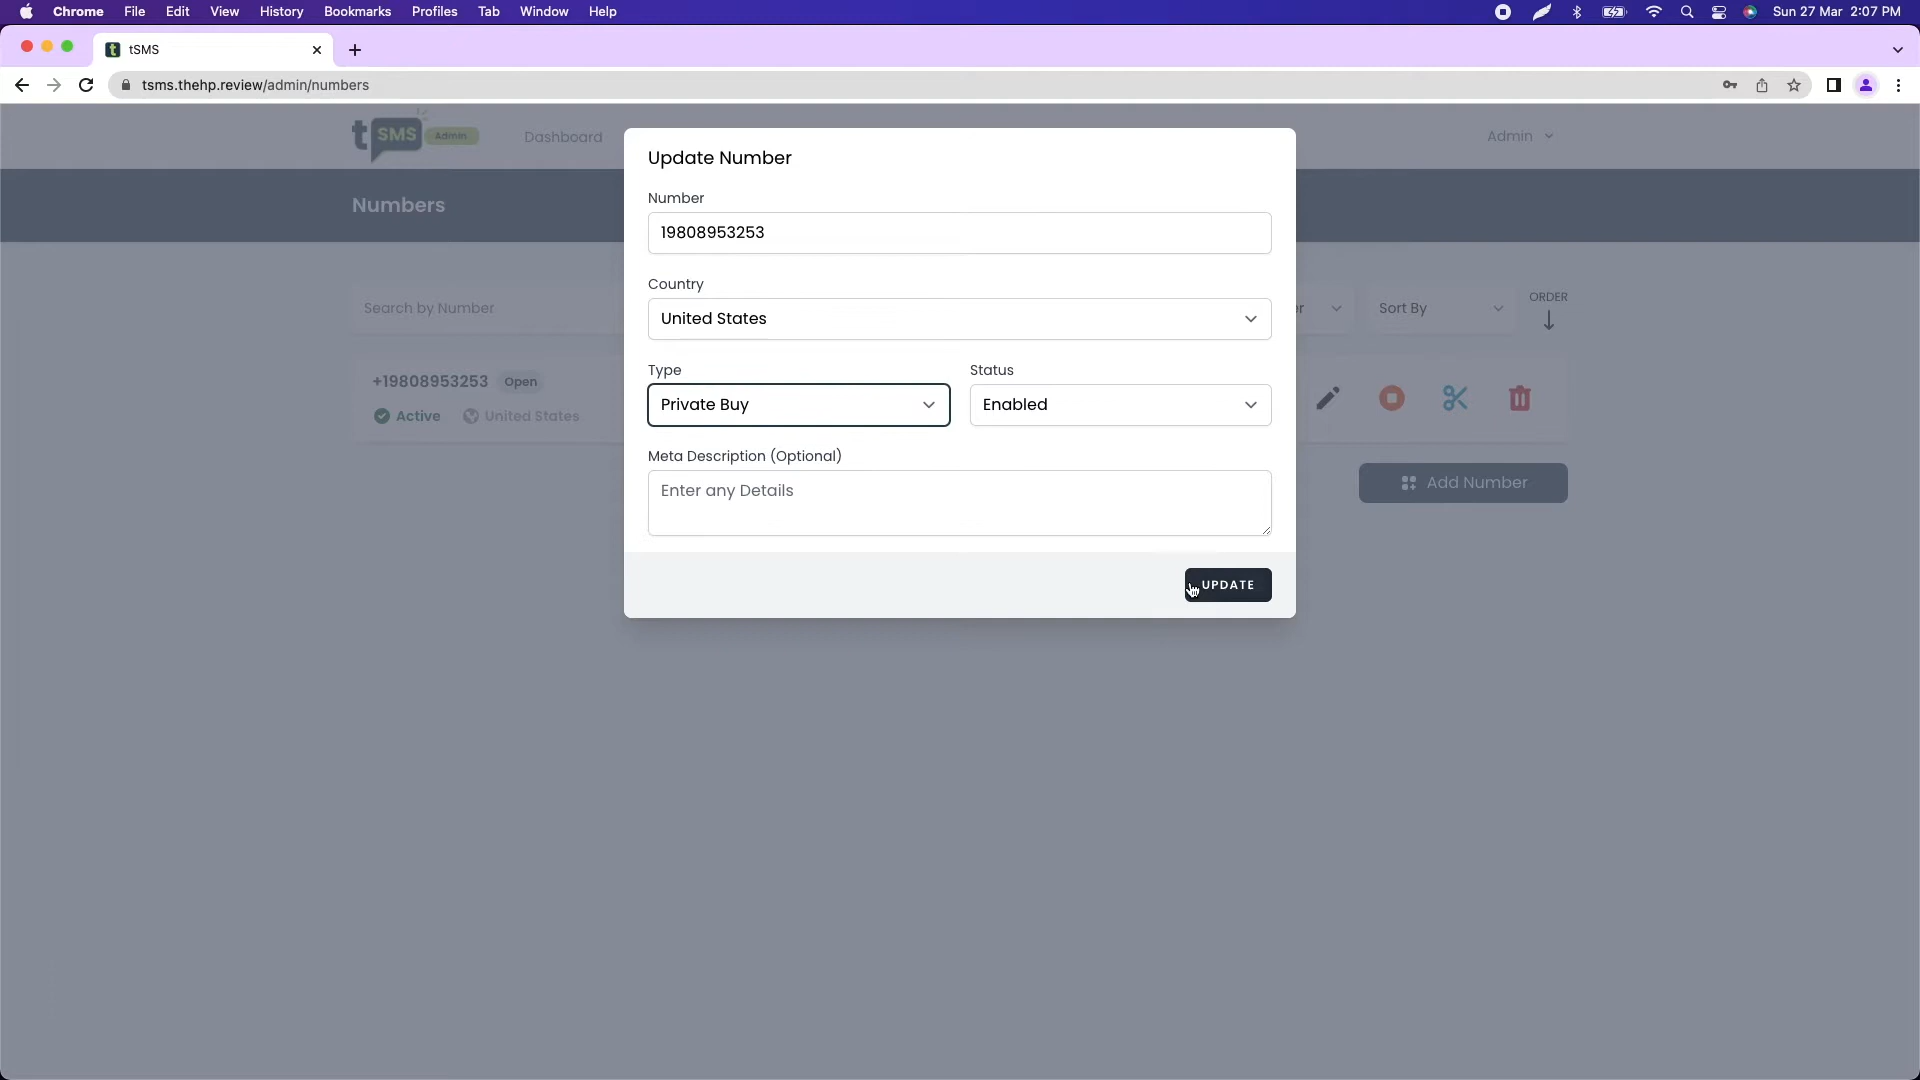 Chrome File Edit View History Bookmarks Profiles Tab Window Help Sun 27 Mar 2:07 PM
t tSMS
tsms.thehp.review/admin/numbers
t SMS Admin Dashboard Admin
Numbers
Update Number
Number
19808953253
Country
United States
Search by Number Sort By ORDER
Type Status
Private Buy Enabled
+19808953253 Open
Active United States
Meta Description (Optional)
Enter any Details
Add Number
UPDATE